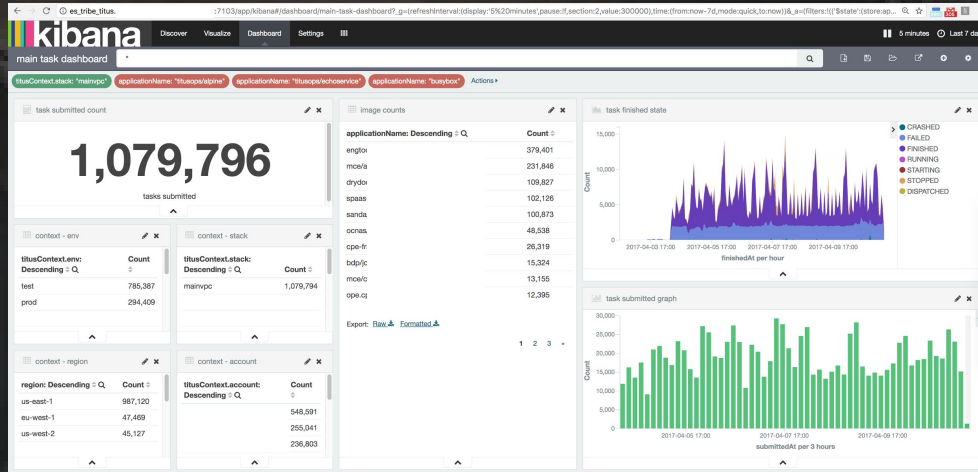 es_tribe_titus. :7103/app/kibana#/dashboard/main-task-dashboard?_g=(refreshInterval:(display:'5%20minutes',pause:!f,section:2,value:300000),time:(from:now-7d,mode:quick,to:now))&_a=(filters:!(('$state':(store:ap...
kibana Discover Visualize Dashboard Settings 5 minutes Last 7 da
main task dashboard *
titusContext.stack: "mainvpc" applicationName: "titusops/alpine" applicationName: "titusops/echoservice" applicationName: "busybox" Actions
task submitted count
1,079,796
tasks submitted
context - env
titusContext.env: Descending Count
test 785,387
prod 294,409
context - stack
titusContext.stack: Descending Count
mainvpc 1,079,794
context - region
region: Descending Count
us-east-1 987,120
eu-west-1 47,469
us-west-2 45,127
context - account
titusContext.account: Descending Count
548,591
255,041
236,803
image counts
applicationName: Descending Count
379,401
mce/a 231,846
109,827
spaas 102,126
sanda 100,873
48,538
26,319
15,324
mce/c 13,155
12,395
Export: Raw Formatted
1 2 3 »
task finished state
15,000
10,000
5,000
0
Count
2017-04-03 17:00 2017-04-05 17:00 2017-04-07 17:00 2017-04-09 17:00
finishedAt per hour
CRASHED
FAILED
FINISHED
RUNNING
STARTING
STOPPED
DISPATCHED
task submitted graph
30,000
25,000
20,000
15,000
10,000
5,000
0
Count
2017-04-05 17:00 2017-04-07 17:00 2017-04-09 17:00
submittedAt per 3 hours